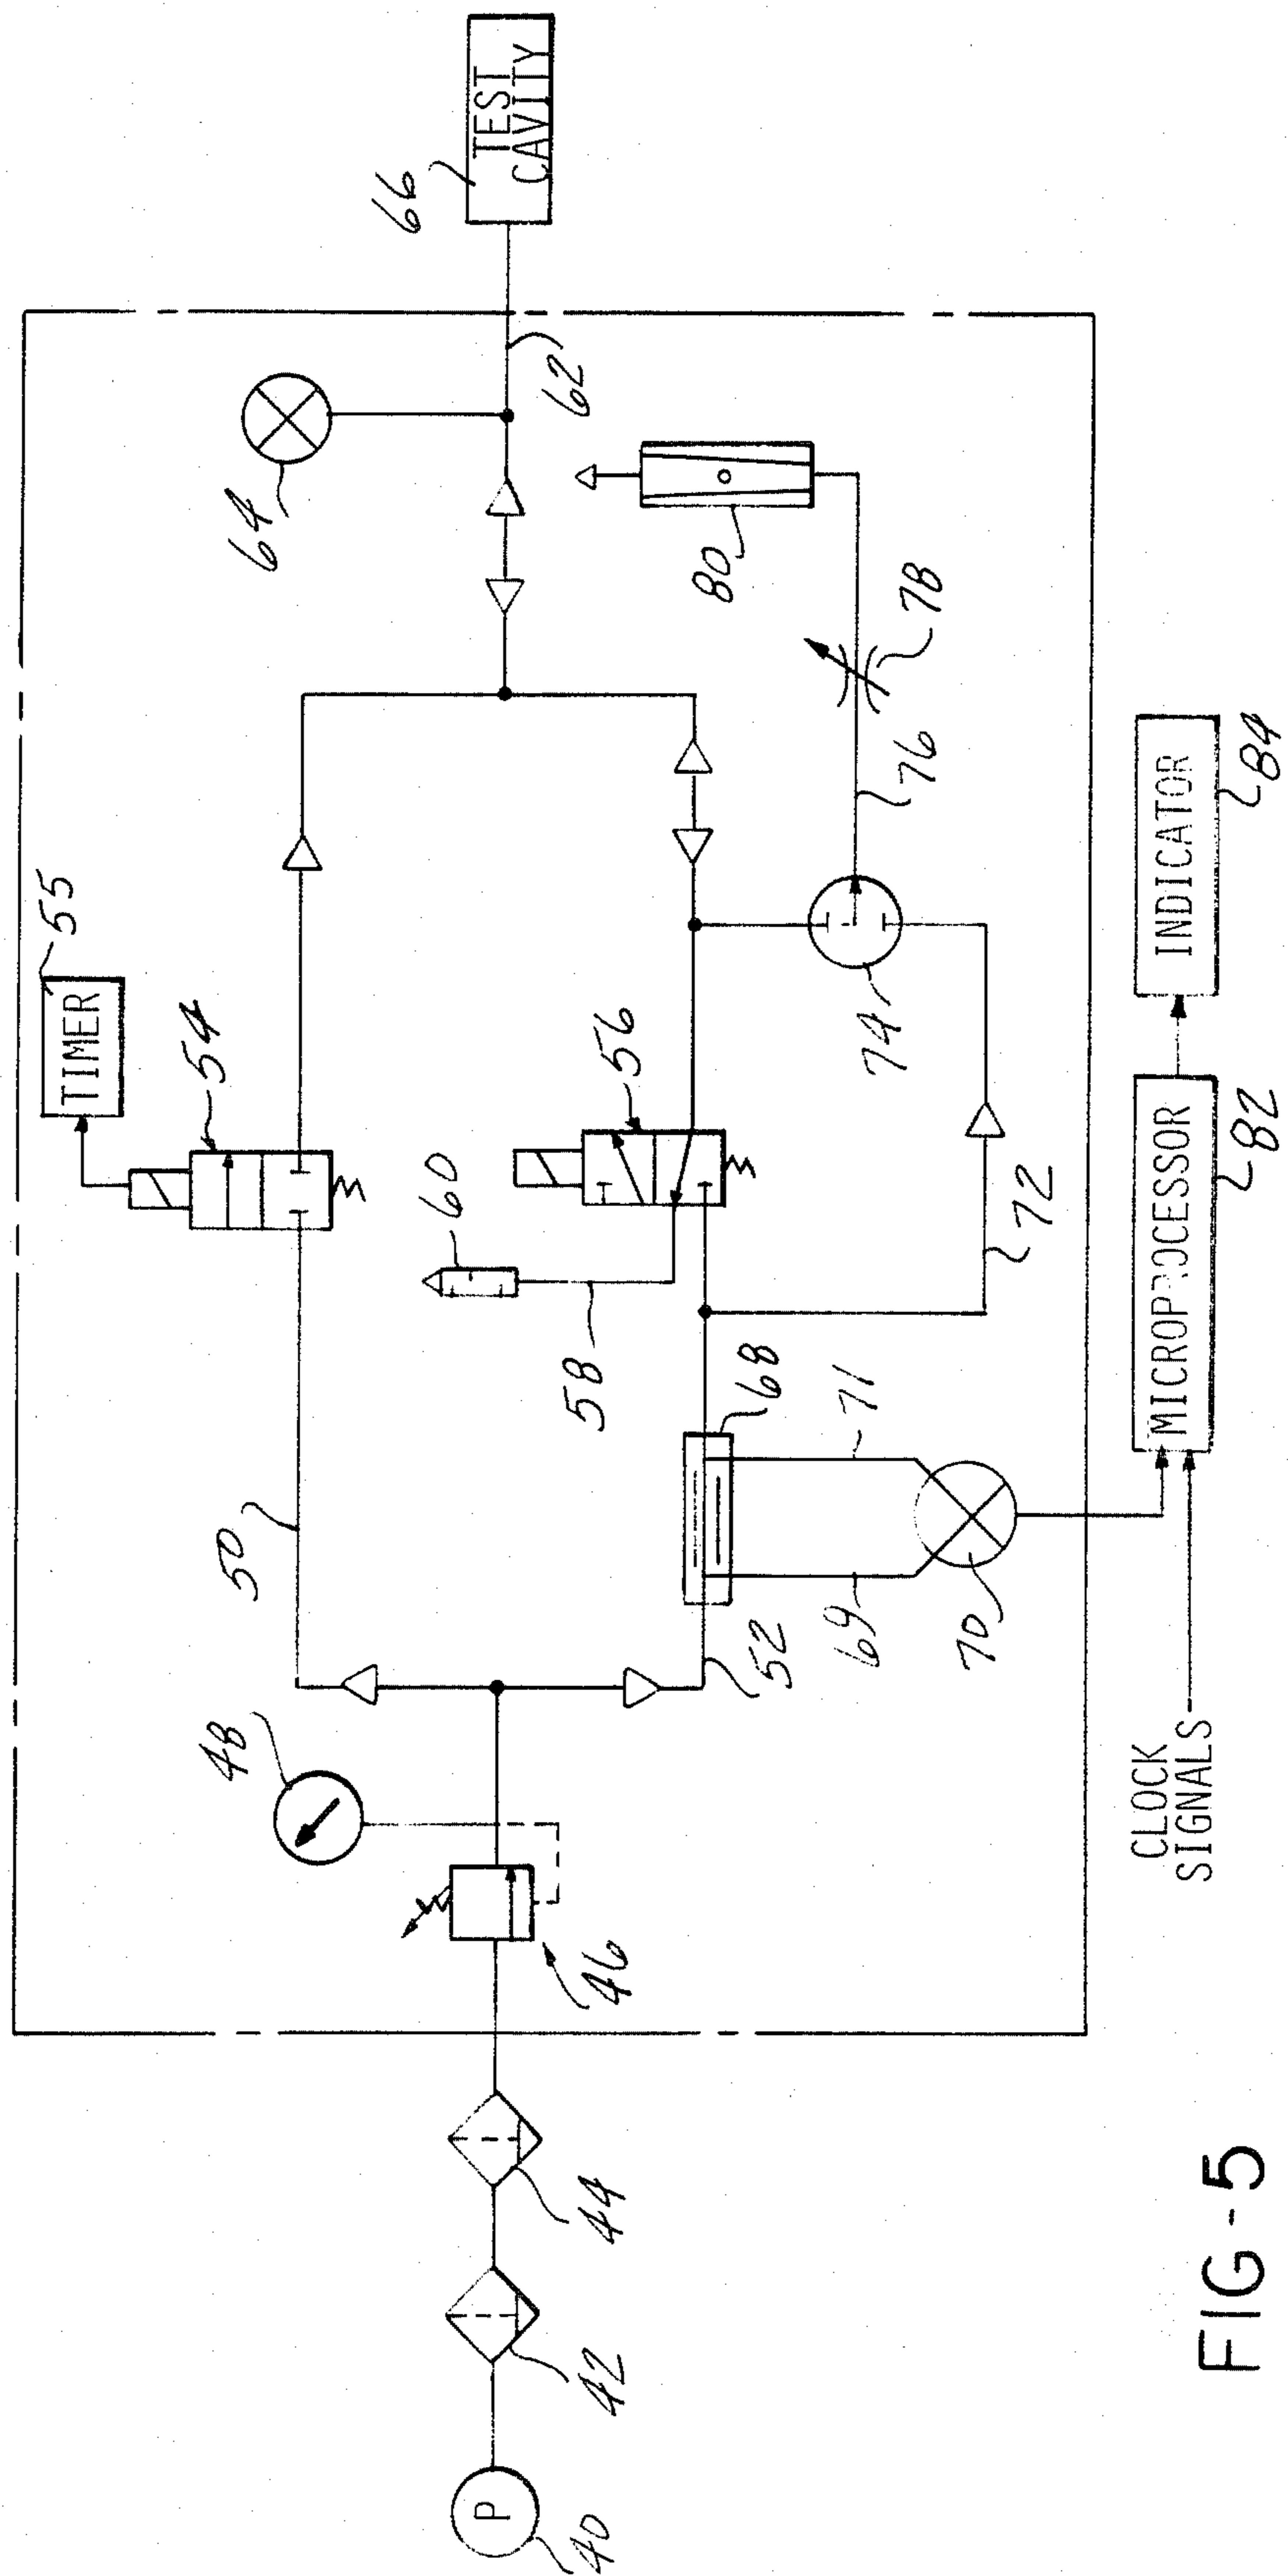 P
40
42
44
46
48
50
52
TIMER
55
54
56
58
60
62
64
TEST
CAVITY
66
68
69
71
70
72
74
76
78
80
CLOCK
SIGNALS
MICROPROCESSOR
82
INDICATOR
84
FIG-5